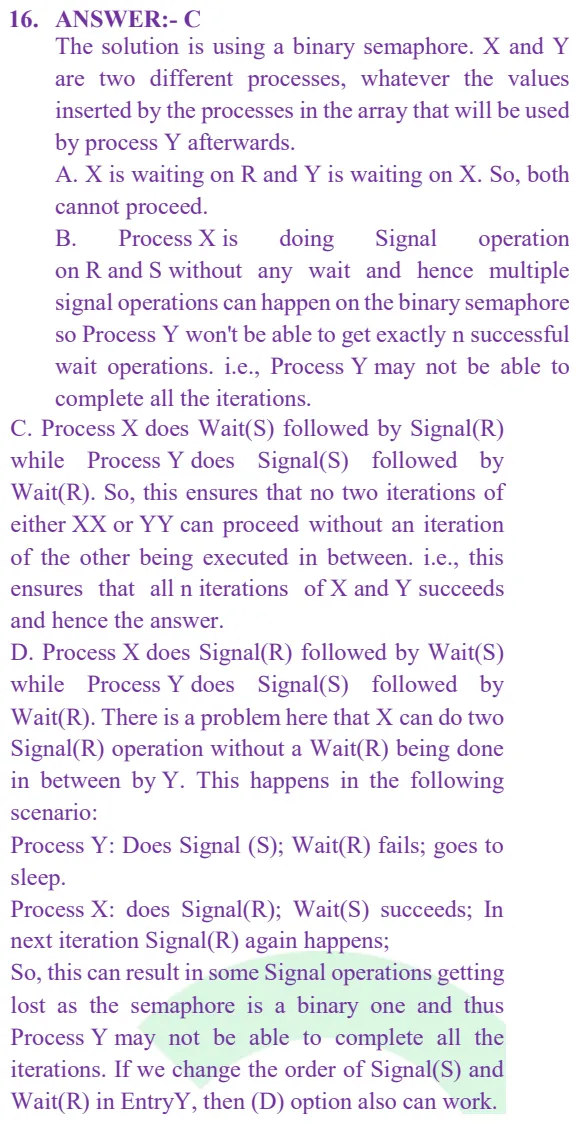 16. ANSWER:- C
The solution is using a binary semaphore. X and Y
are two different processes, whatever the values
inserted by the processes in the array that will be used
by process Y afterwards.
A. X is waiting on R and Y is waiting on X. So, both
cannot proceed.
B. Process X is doing Signal operation
on R and S without any wait and hence multiple
signal operations can happen on the binary semaphore
so Process Y won't be able to get exactly n successful
wait operations. i.e., Process Y may not be able to
complete all the iterations.
C. Process X does Wait(S) followed by Signal(R)
while Process Y does Signal(S) followed by
Wait(R). So, this ensures that no two iterations of
either XX or YY can proceed without an iteration
of the other being executed in between. i.e., this
ensures that all n iterations of X and Y succeeds
and hence the answer.
D. Process X does Signal(R) followed by Wait(S)
while Process Y does Signal(S) followed by
Wait(R). There is a problem here that X can do two
Signal(R) operation without a Wait(R) being done
in between by Y. This happens in the following
scenario:
Process Y: Does Signal (S); Wait(R) fails; goes to
sleep.
Process X: does Signal(R); Wait(S) succeeds; In
next iteration Signal(R) again happens;
So, this can result in some Signal operations getting
lost as the semaphore is a binary one and thus
Process Y may not be able to complete all the
iterations. If we change the order of Signal(S) and
Wait(R) in EntryY, then (D) option also can work.